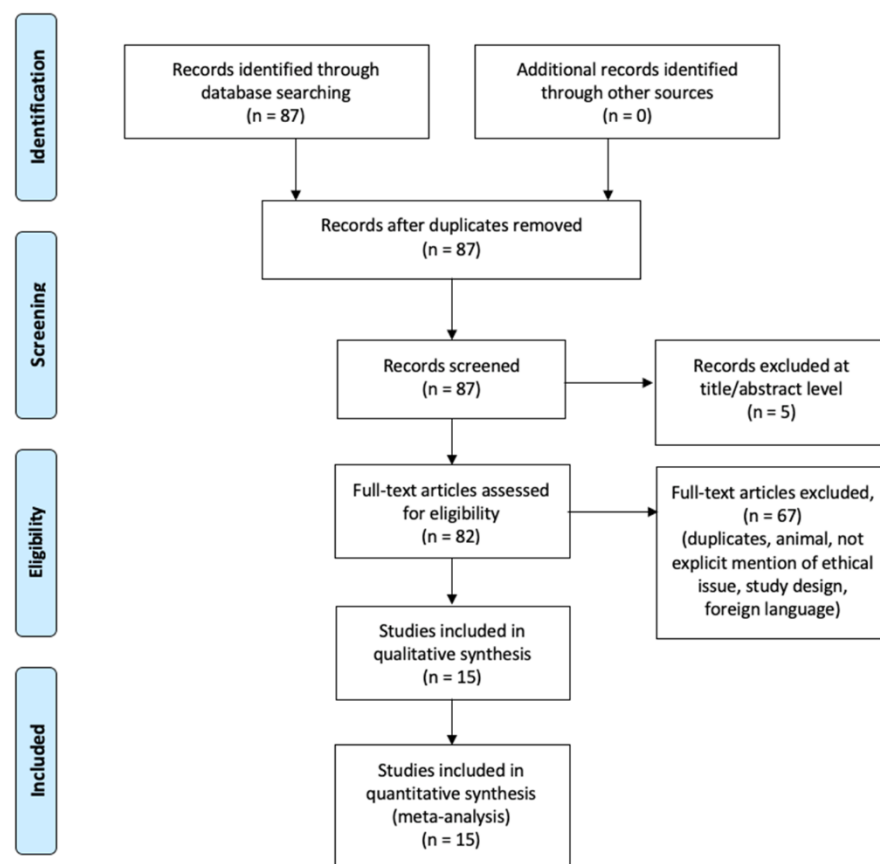 Identification
Records identified through
database searching
(n = 87)
Additional records identified
through other sources
(n = 0)
Records after duplicates removed
(n = 87)
Screening
Records screened
(n = 87)
Records excluded at
title/abstract level
(n = 5)
Eligibility
Full-text articles assessed
for eligibility
(n = 82)
Full-text articles excluded,
(n = 67)
(duplicates, animal, not
explicit mention of ethical
issue, study design,
foreign language)
Studies included in
qualitative synthesis
(n = 15)
Included
Studies included in
quantitative synthesis
(meta-analysis)
(n = 15)